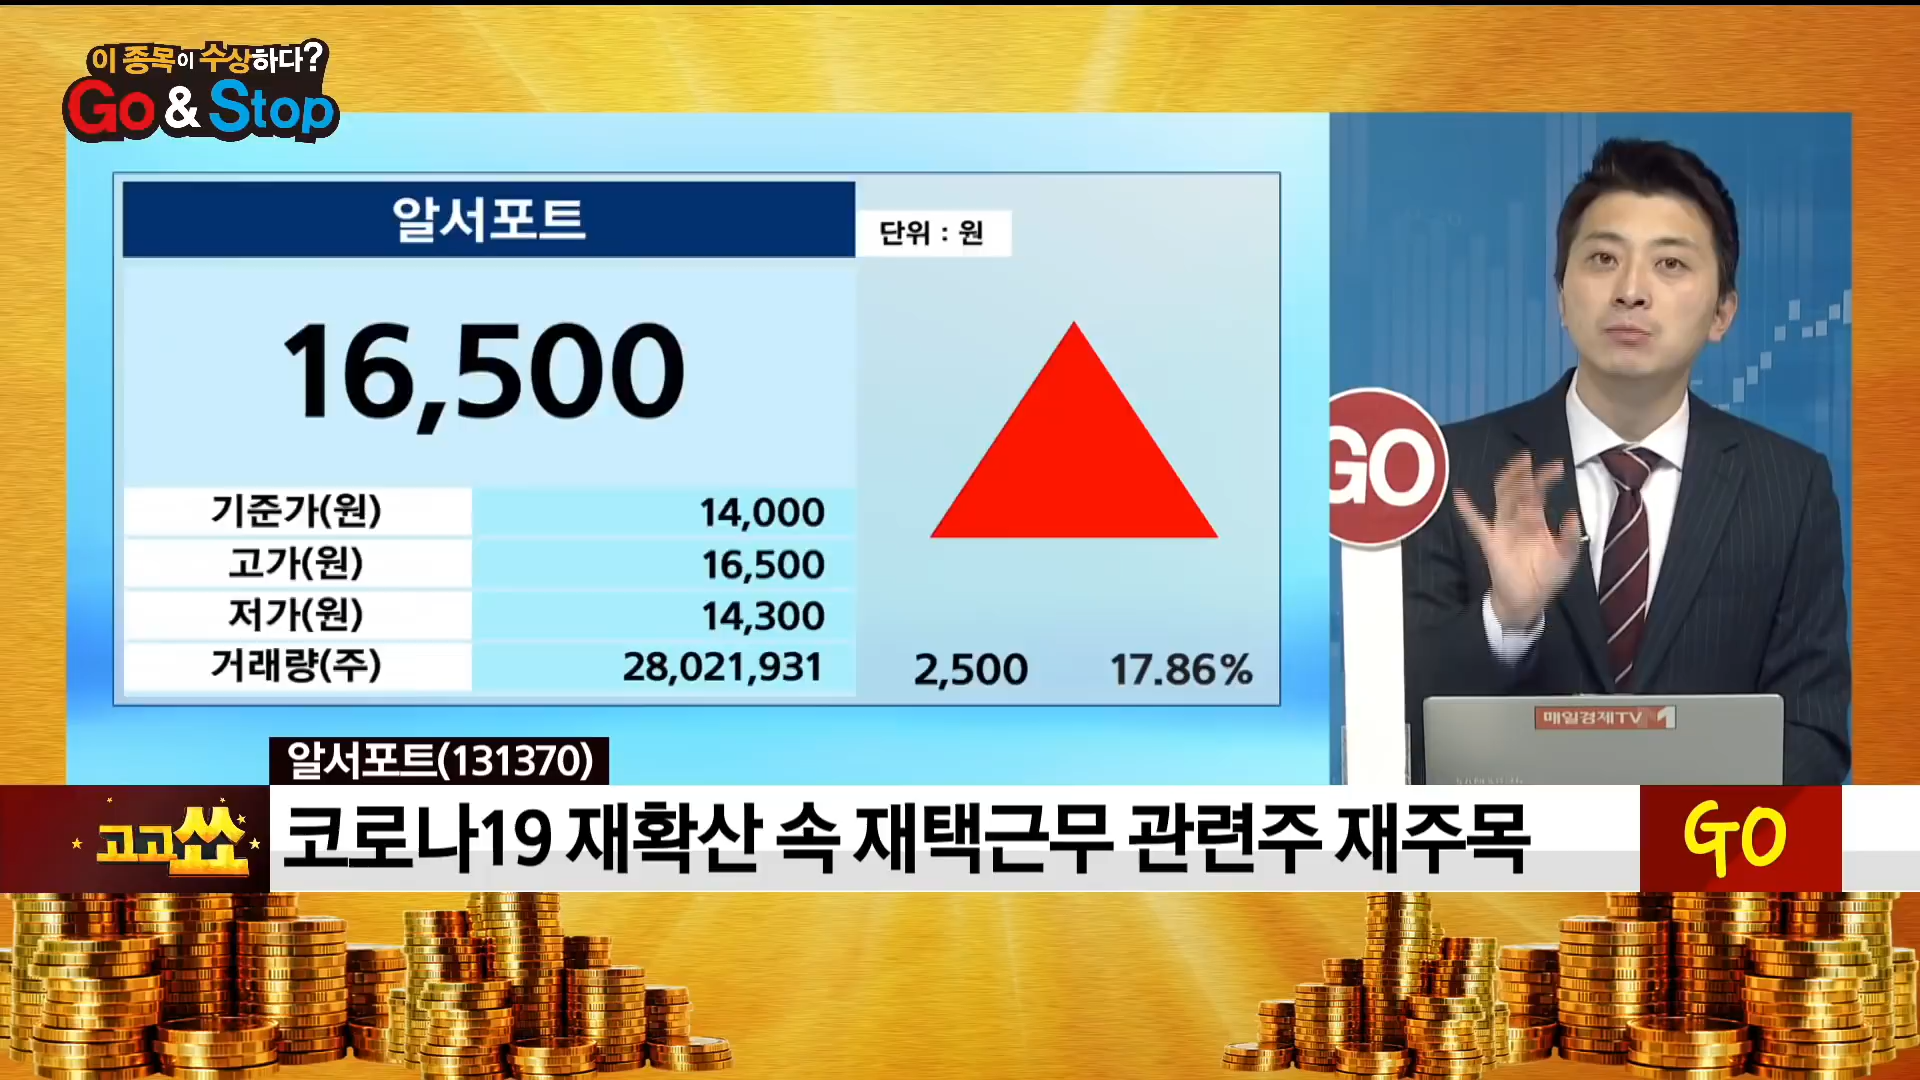 이 종목이 수상하다?
Go & Stop
알서포트
단위 : 원
16,500
기준가(원) 14,000
고가(원) 16,500
저가(원) 14,300
거래량(주) 28,021,931
2,500 17.86%
GO
매일경제TV M
알서포트(131370)
고고쑈
코로나19 재확산 속 재택근무 관련주 재주목
GO